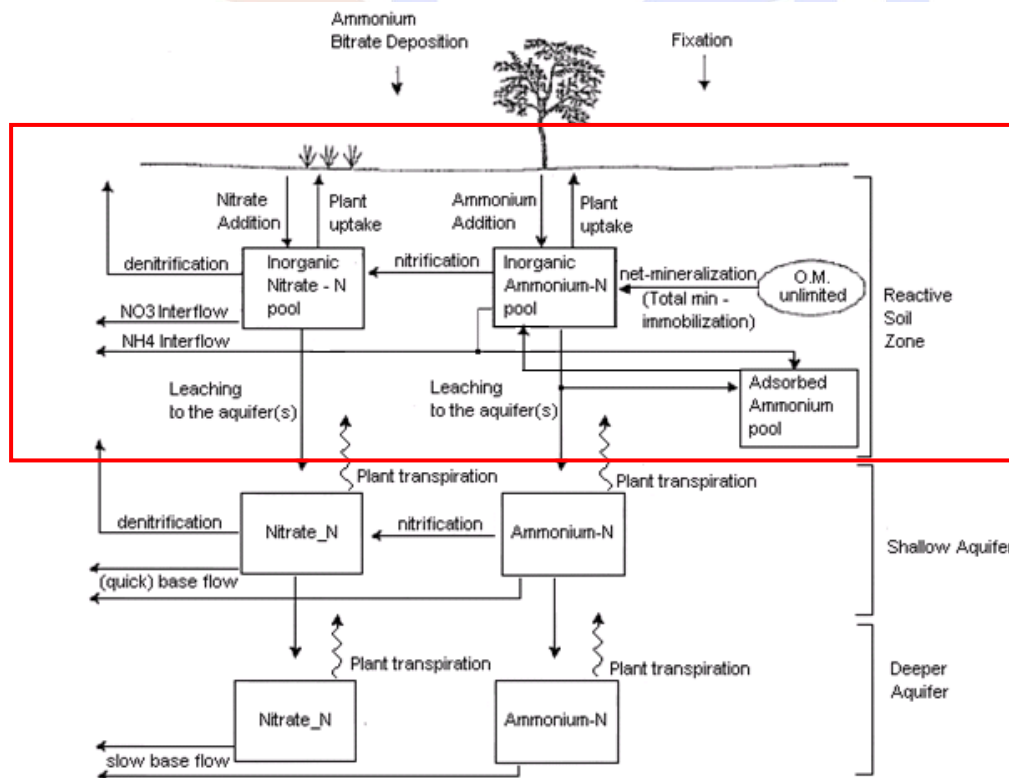 Ammonium
Bitrate Deposition
Fixation
Nitrate
Addition
Plant
uptake
Ammonium
Addition
Plant
uptake
denitrification
Inorganic
Nitrate - N
pool
nitrification
Inorganic
Ammonium-N
pool
net-mineralization
(Total min -
immobilization)
O.M.
unlimited
Reactive
Soil
Zone
NO3 Interflow
NH4 Interflow
Leaching
to the aquifer(s)
Leaching
to the aquifer(s)
Adsorbed
Ammonium
pool
Plant transpiration
Plant transpiration
denitrification
Nitrate_N
nitrification
Ammonium-N
Shallow Aquifer
(quick) base flow
Plant transpiration
Plant transpiration
Deeper
Aquifer
Nitrate_N
Ammonium-N
slow base flow